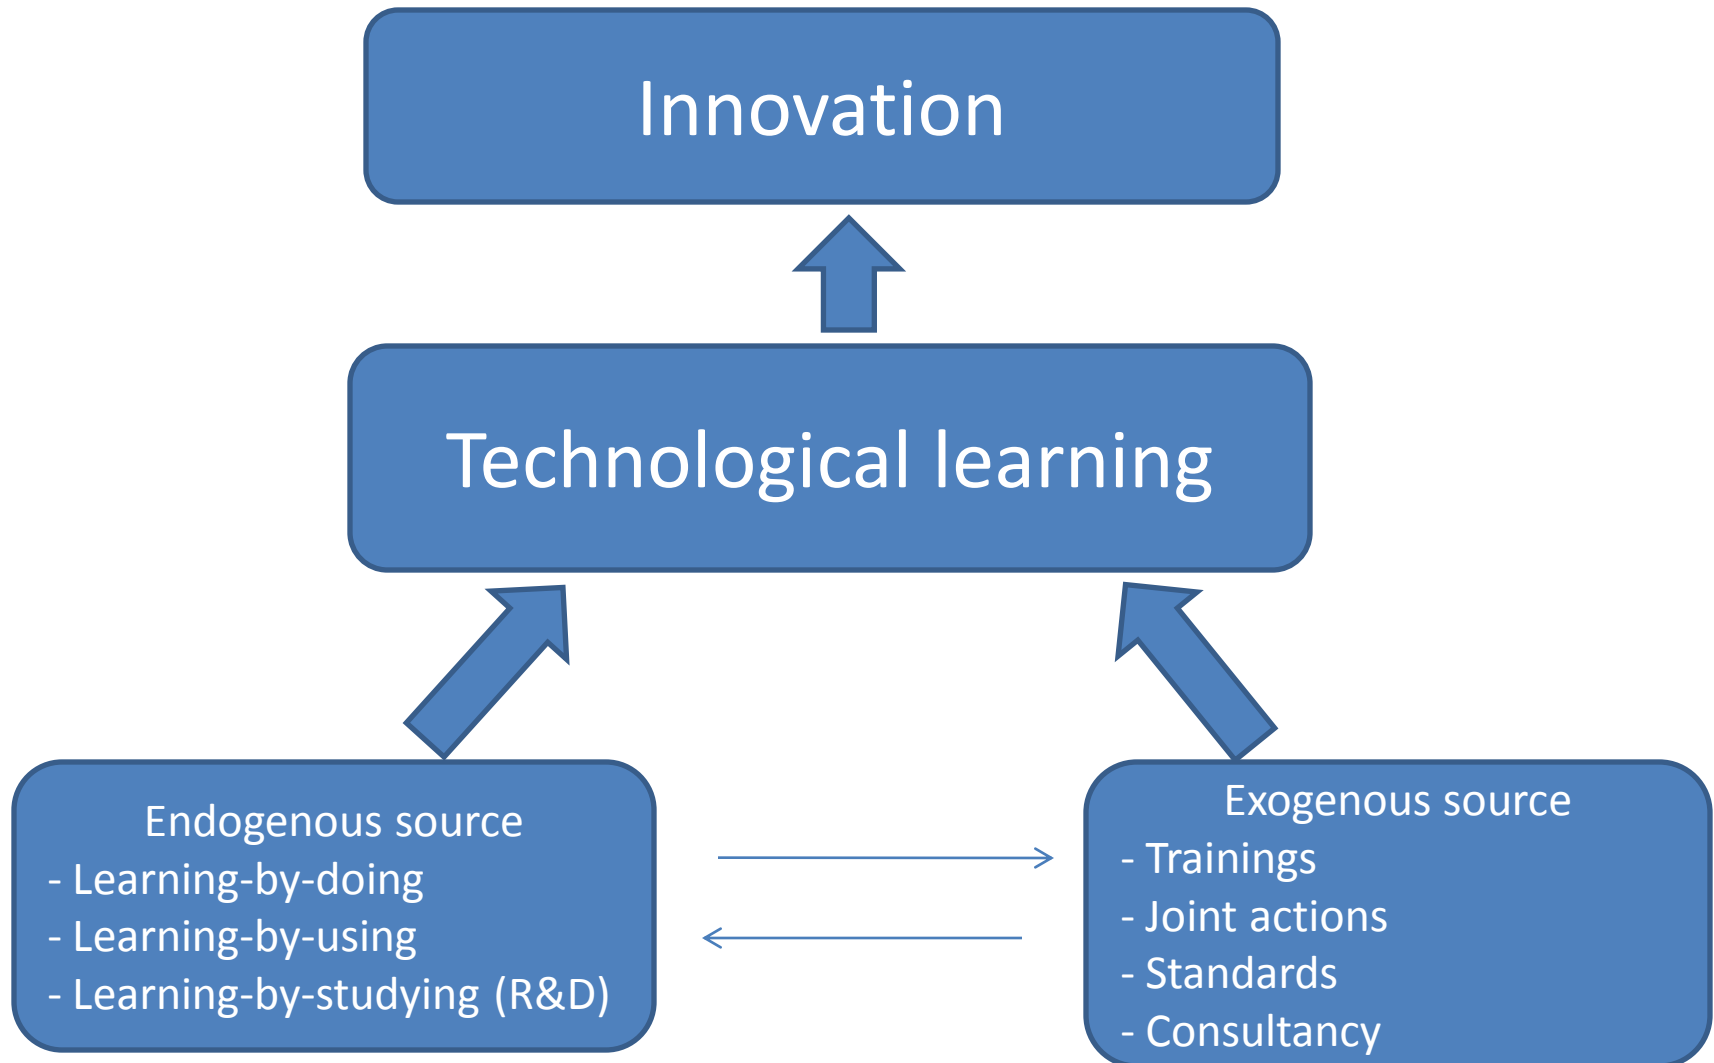 Innovation
Technological learning
Endogenous source
- Learning-by-doing
- Learning-by-using
- Learning-by-studying (R&D)
Exogenous source
- Trainings
- Joint actions
- Standards
- Consultancy